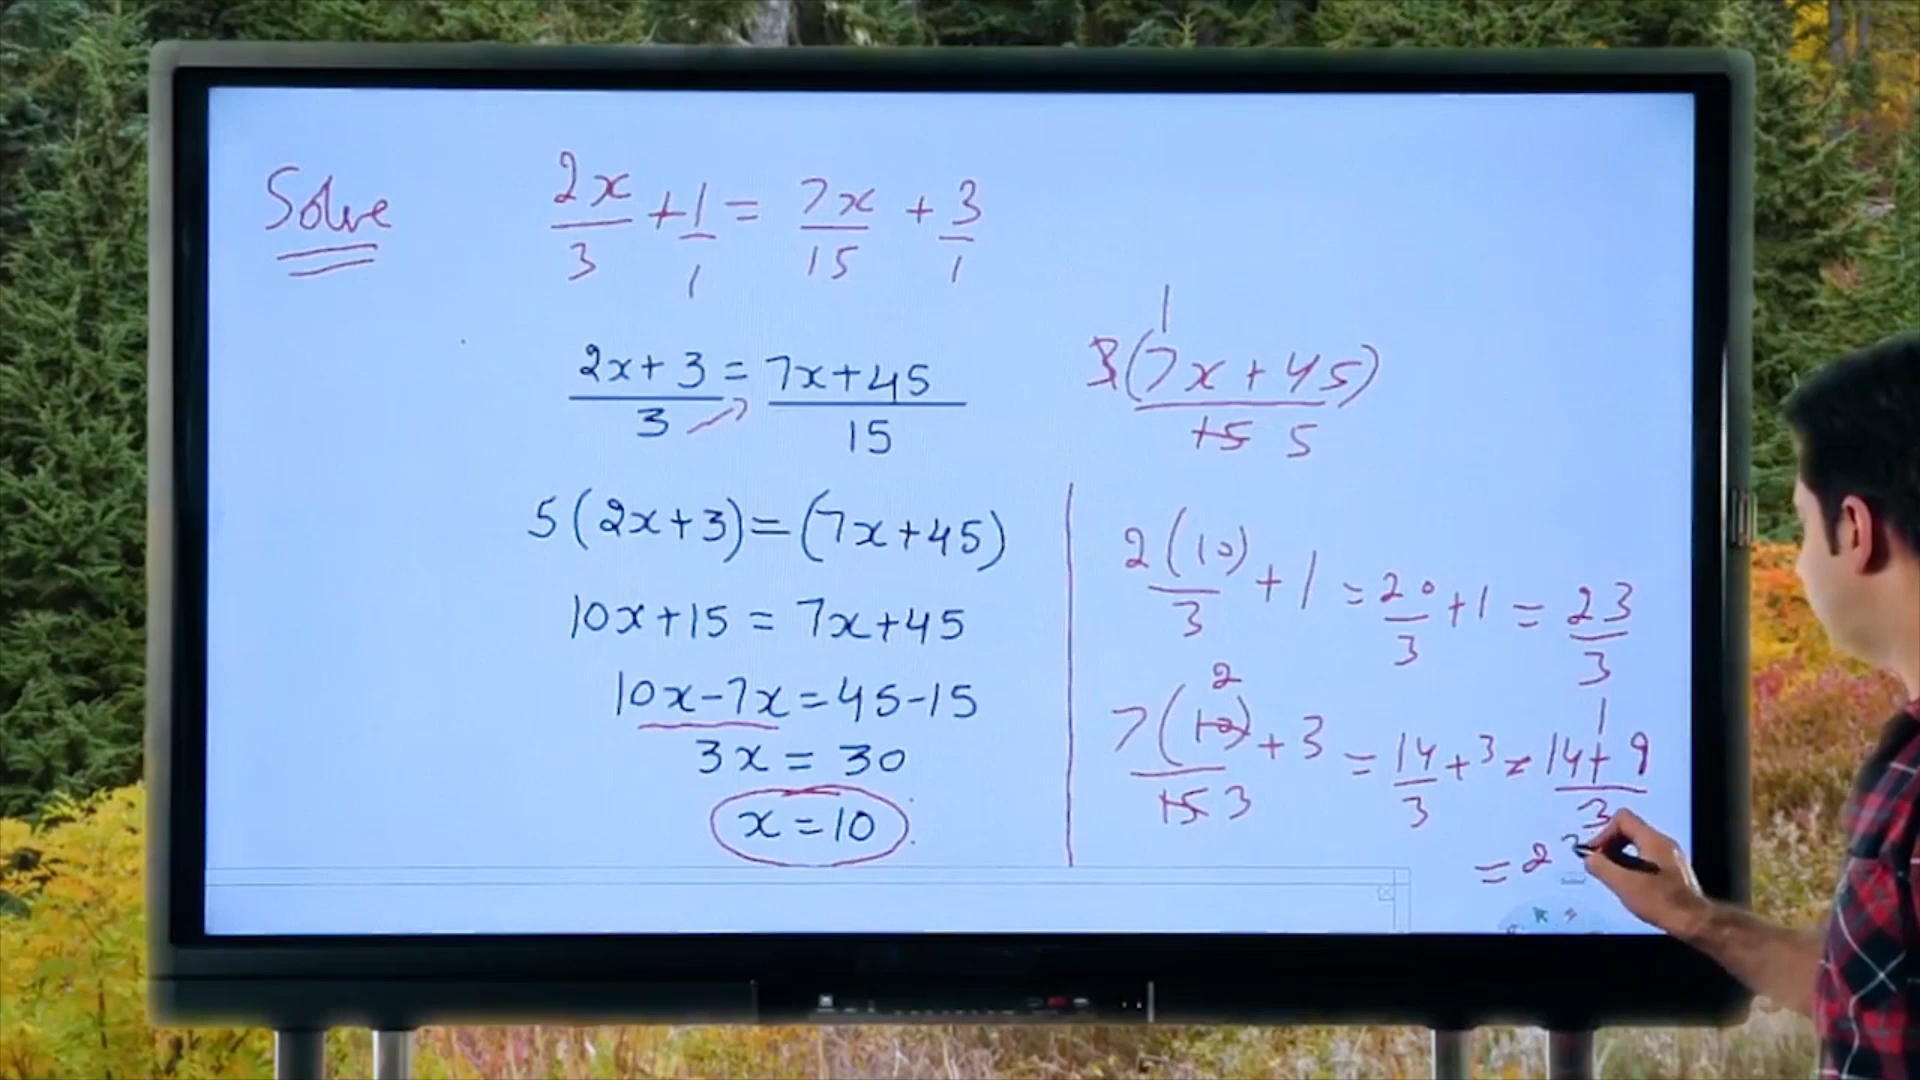 Solve
2x/3 + 1/1 = 7x/15 + 3/1
(2x+3)/3 = (7x+45)/15
5(2x+3)=(7x+45)
10x+15 = 7x+45
10x-7x=45-15
3x = 30
x=10
1
3(7x+45)
15 5
2(10)/3 + 1 = 20/3 + 1 = 23/3
2
7(10)/15 3 + 3 = 14/3 + 3 = (14+9)/3
1
= 23